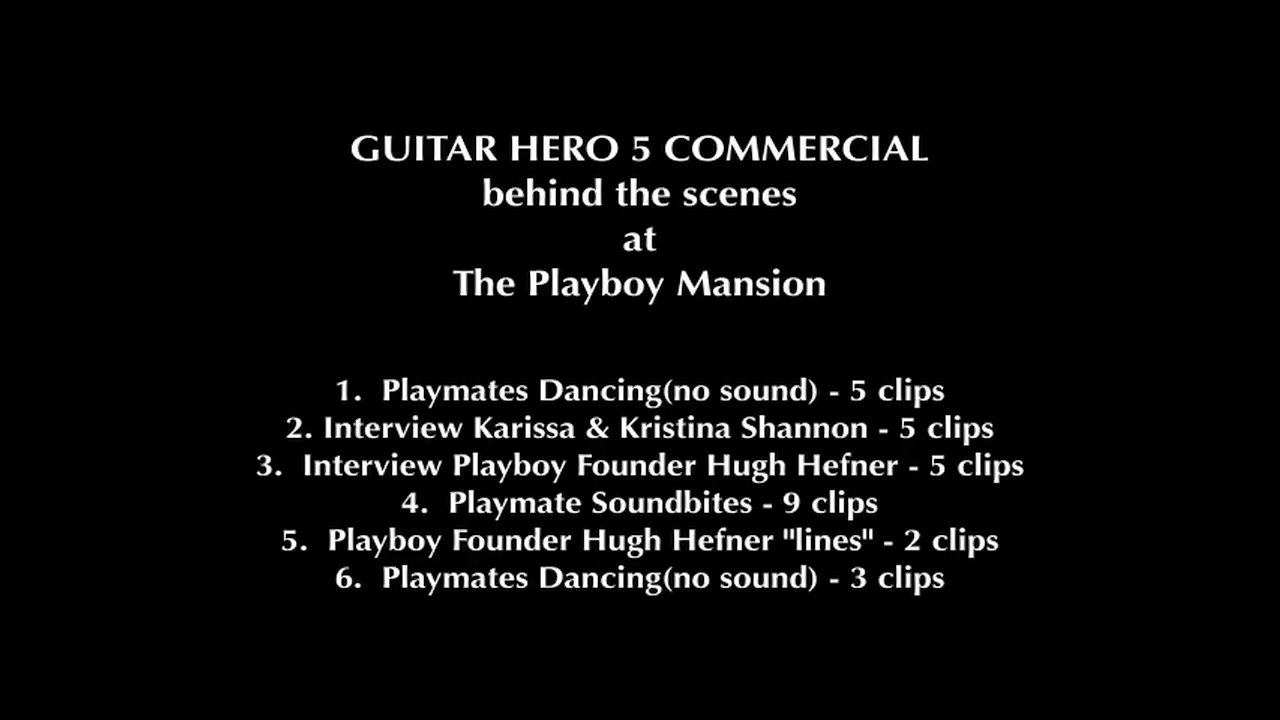 GUITAR HERO 5 COMMERCIAL
behind the scenes
at
The Playboy Mansion
1.  Playmates Dancing(no sound) - 5 clips
2. Interview Karissa & Kristina Shannon - 5 clips
3.  Interview Playboy Founder Hugh Hefner - 5 clips
4.  Playmate Soundbites - 9 clips
5.  Playboy Founder Hugh Hefner "lines" - 2 clips
6.  Playmates Dancing(no sound) - 3 clips